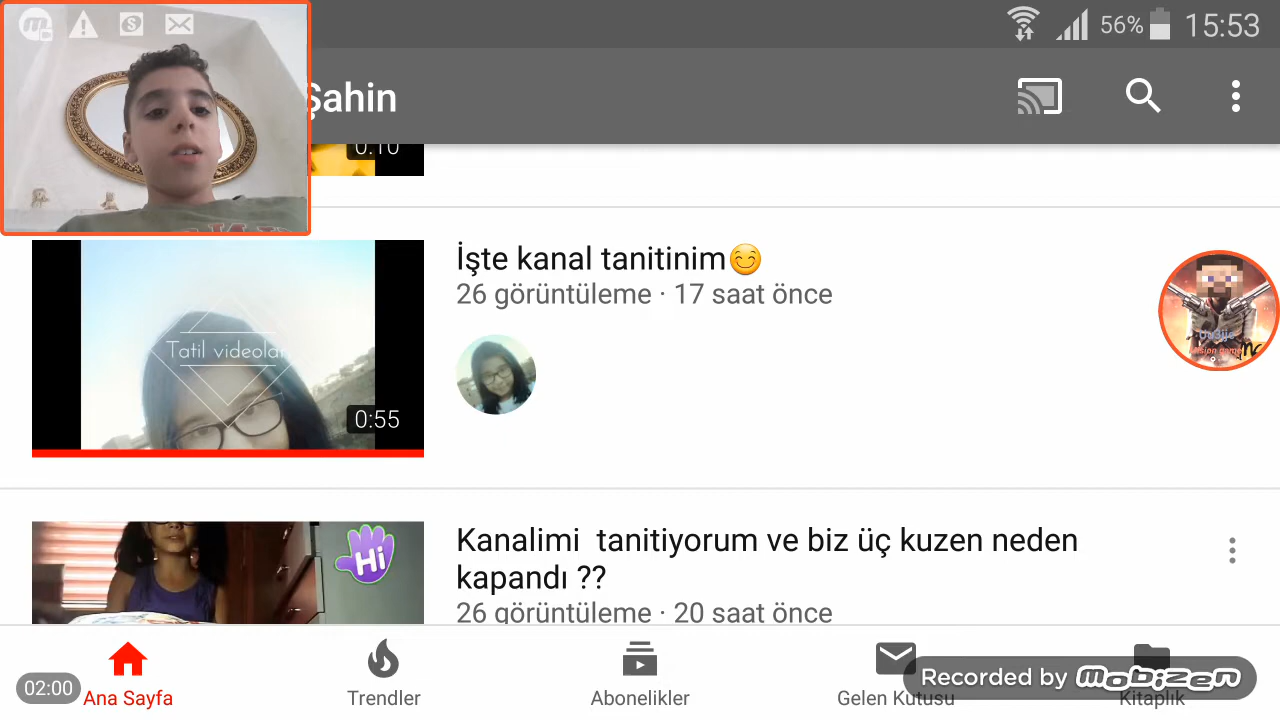 56%
15:53
Şahin
0:10
İşte kanal tanitinim😊
26 görüntüleme · 17 saat önce
Tatil videolar
0:55
Kanalimi tanitiyorum ve biz üç kuzen neden
kapandı ??
26 görüntüleme · 20 saat önce
Hi
02:00
Ana Sayfa
Trendler
Abonelikler
Gelen Kutusu
Kitaplık
Recorded by mobizen